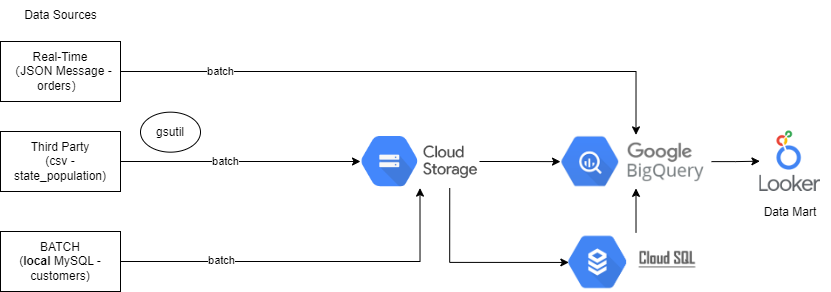 Data Sources
Real-Time
(JSON Message -
orders)
batch
gsutil
Third Party
(csv -
state_population)
batch
Cloud
Storage
Google
BigQuery
Looker
Data Mart
BATCH
(local MySQL -
customers)
batch
Cloud SQL